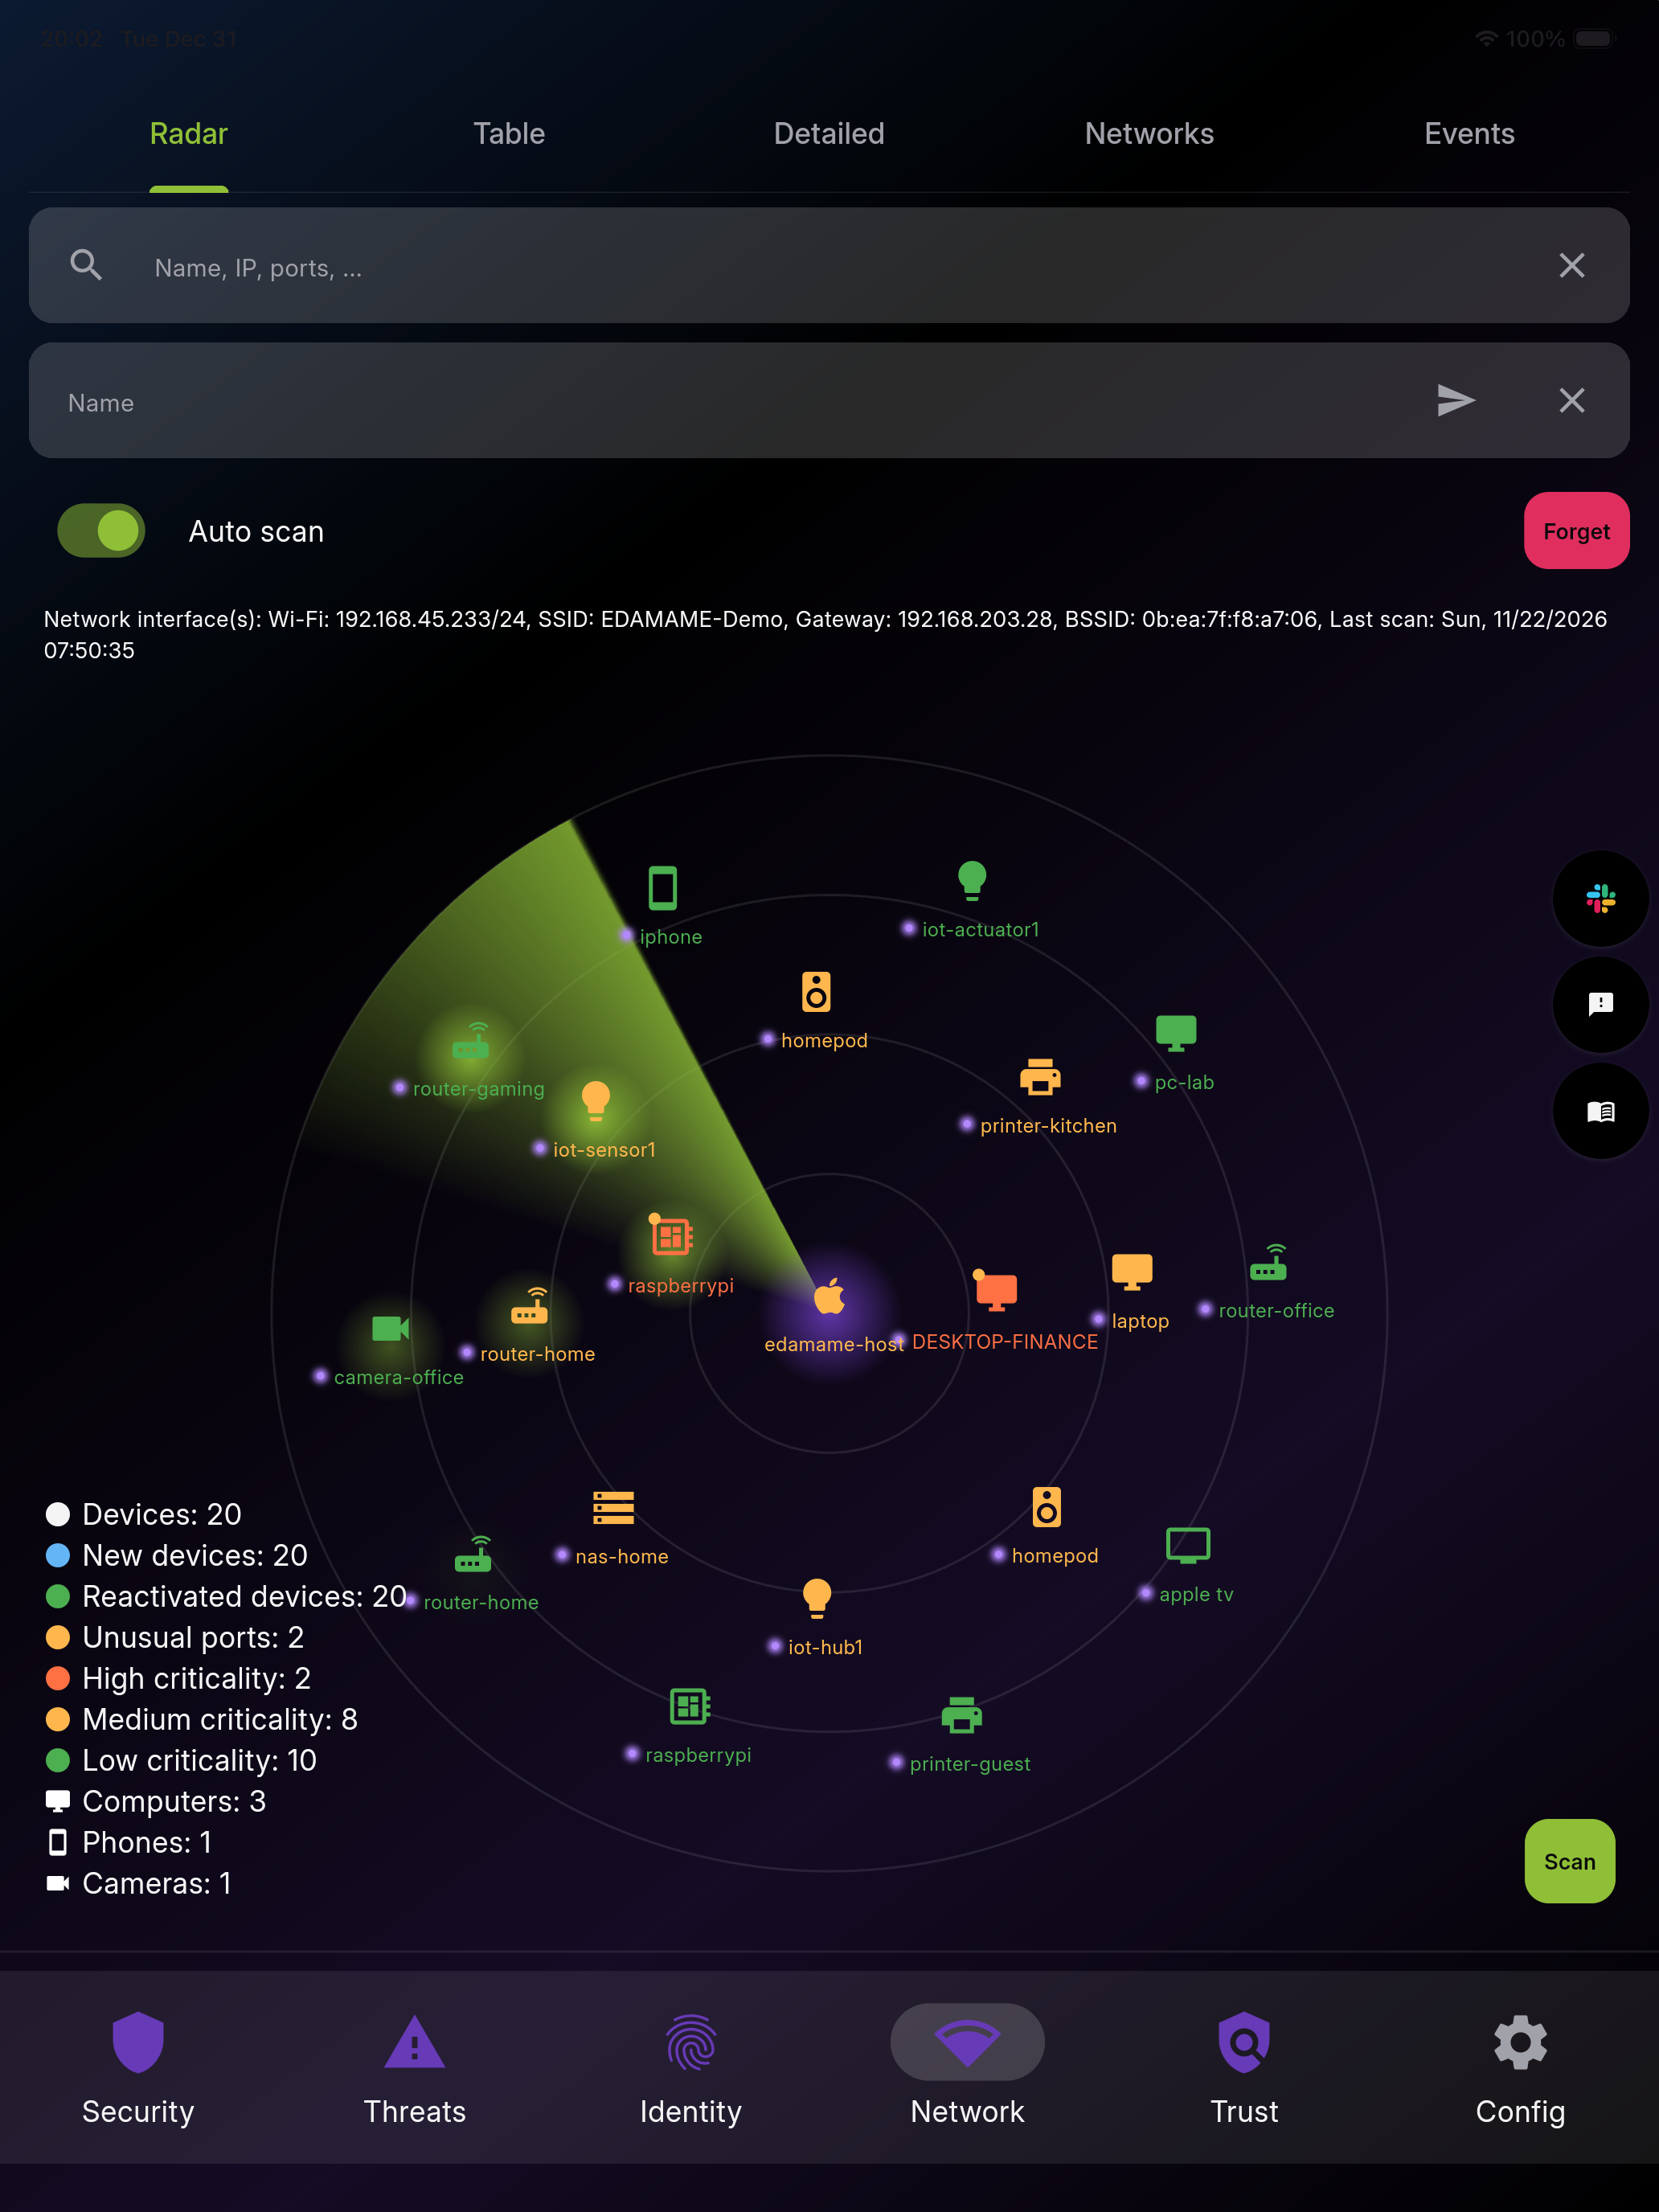 20:02 Tue Dec 31
100%
Radar
Table
Detailed
Networks
Events
Name, IP, ports, ...
Name
Auto scan
Forget
Network interface(s): Wi-Fi: 192.168.45.233/24, SSID: EDAMAME-Demo, Gateway: 192.168.203.28, BSSID: 0b:ea:7f:f8:a7:06, Last scan: Sun, 11/22/2026
07:50:35
iphone
iot-actuator1
homepod
pc-lab
router-gaming
printer-kitchen
iot-sensor1
raspberrypi
router-office
laptop
edamame-host
DESKTOP-FINANCE
router-home
camera-office
nas-home
homepod
apple tv
router-home
iot-hub1
raspberrypi
printer-guest
Devices: 20
New devices: 20
Reactivated devices: 20
Unusual ports: 2
High criticality: 2
Medium criticality: 8
Low criticality: 10
Computers: 3
Phones: 1
Cameras: 1
Scan
Security
Threats
Identity
Network
Trust
Config